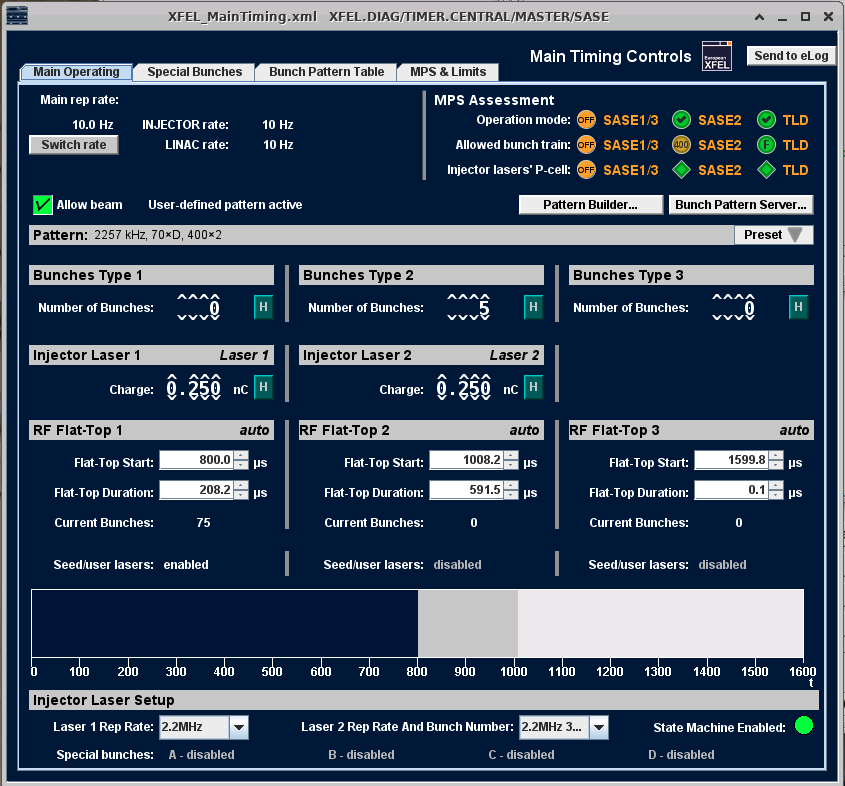 XFEL_MainTiming.xml XFEL.DIAG/TIMER.CENTRAL/MASTER/SASE
Main Timing Controls
European XFEL
Send to eLog
Main Operating Special Bunches Bunch Pattern Table MPS & Limits
Main rep rate:
10.0 Hz INJECTOR rate: 10 Hz
Switch rate LINAC rate: 10 Hz
MPS Assessment
Operation mode: OFF SASE1/3 SASE2 TLD
Allowed bunch train: OFF SASE1/3 400 SASE2 F TLD
Injector lasers' P-cell: OFF SASE1/3 SASE2 TLD
Allow beam User-defined pattern active Pattern Builder... Bunch Pattern Server...
Pattern: 2257 kHz, 70×D, 400×2 Preset
Bunches Type 1 Bunches Type 2 Bunches Type 3
Number of Bunches: 0 H Number of Bunches: 5 H Number of Bunches: 0 H
Injector Laser 1 Laser 1 Injector Laser 2 Laser 2
Charge: 0.250 nC H Charge: 0.250 nC H
RF Flat-Top 1 auto RF Flat-Top 2 auto RF Flat-Top 3 auto
Flat-Top Start: 800.0 µs Flat-Top Start: 1008.2 µs Flat-Top Start: 1599.8 µs
Flat-Top Duration: 208.2 µs Flat-Top Duration: 591.5 µs Flat-Top Duration: 0.1 µs
Current Bunches: 75 Current Bunches: 0 Current Bunches: 0
Seed/user lasers: enabled Seed/user lasers: disabled Seed/user lasers: disabled
0 100 200 300 400 500 600 700 800 900 1000 1100 1200 1300 1400 1500 1600
t
Injector Laser Setup
Laser 1 Rep Rate: 2.2MHz Laser 2 Rep Rate And Bunch Number: 2.2MHz 3... State Machine Enabled:
Special bunches: A - disabled B - disabled C - disabled D - disabled